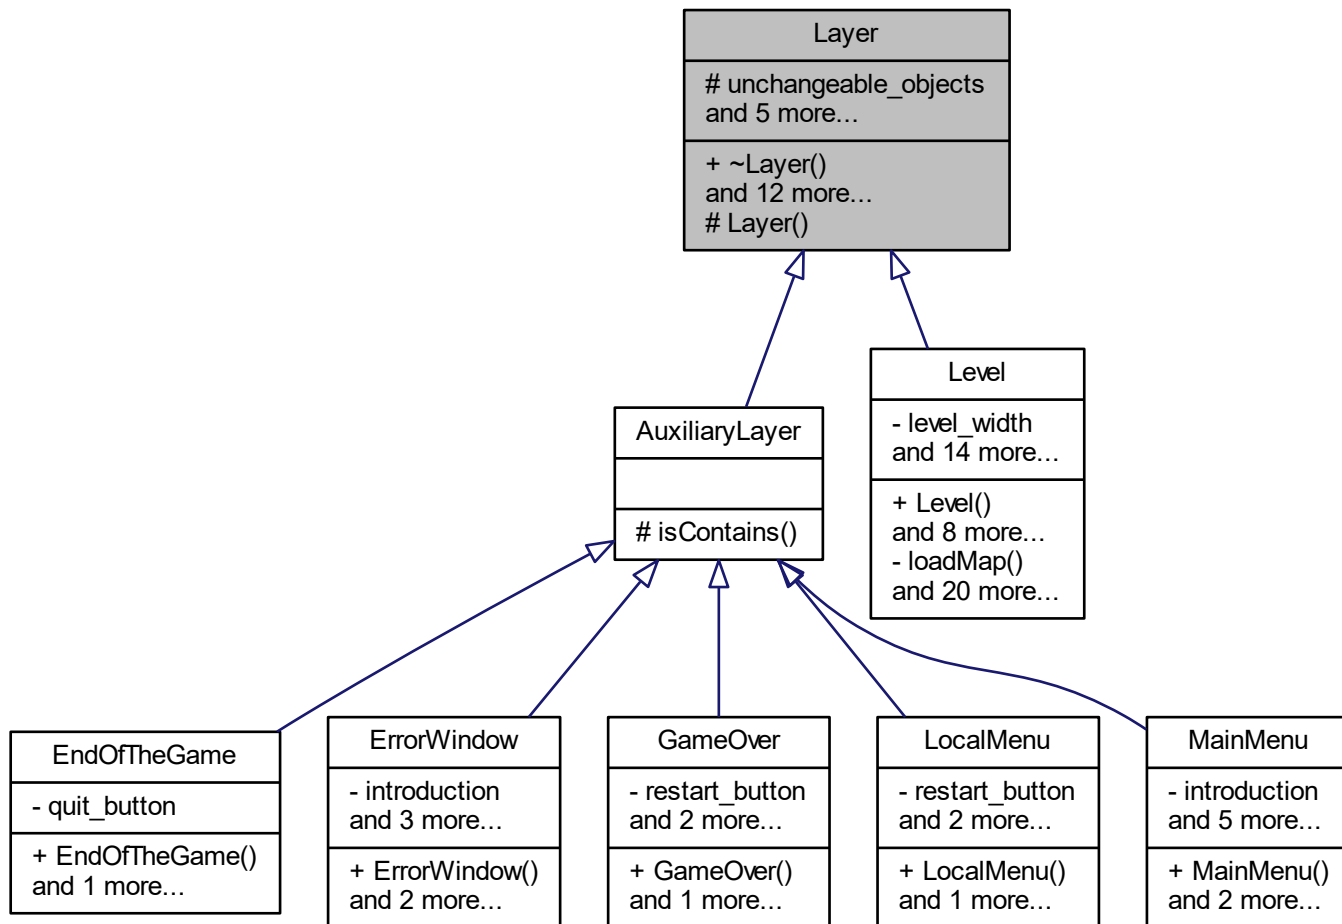 Layer
# unchangeable_objects
and 5 more...
+ ~Layer()
and 12 more...
# Layer()
Level
- level_width
and 14 more...
+ Level()
and 8 more...
- loadMap()
and 20 more...
AuxiliaryLayer
# isContains()
EndOfTheGame
- quit_button
+ EndOfTheGame()
and 1 more...
ErrorWindow
- introduction
and 3 more...
+ ErrorWindow()
and 2 more...
GameOver
- restart_button
and 2 more...
+ GameOver()
and 1 more...
LocalMenu
- restart_button
and 2 more...
+ LocalMenu()
and 1 more...
MainMenu
- introduction
and 5 more...
+ MainMenu()
and 2 more...